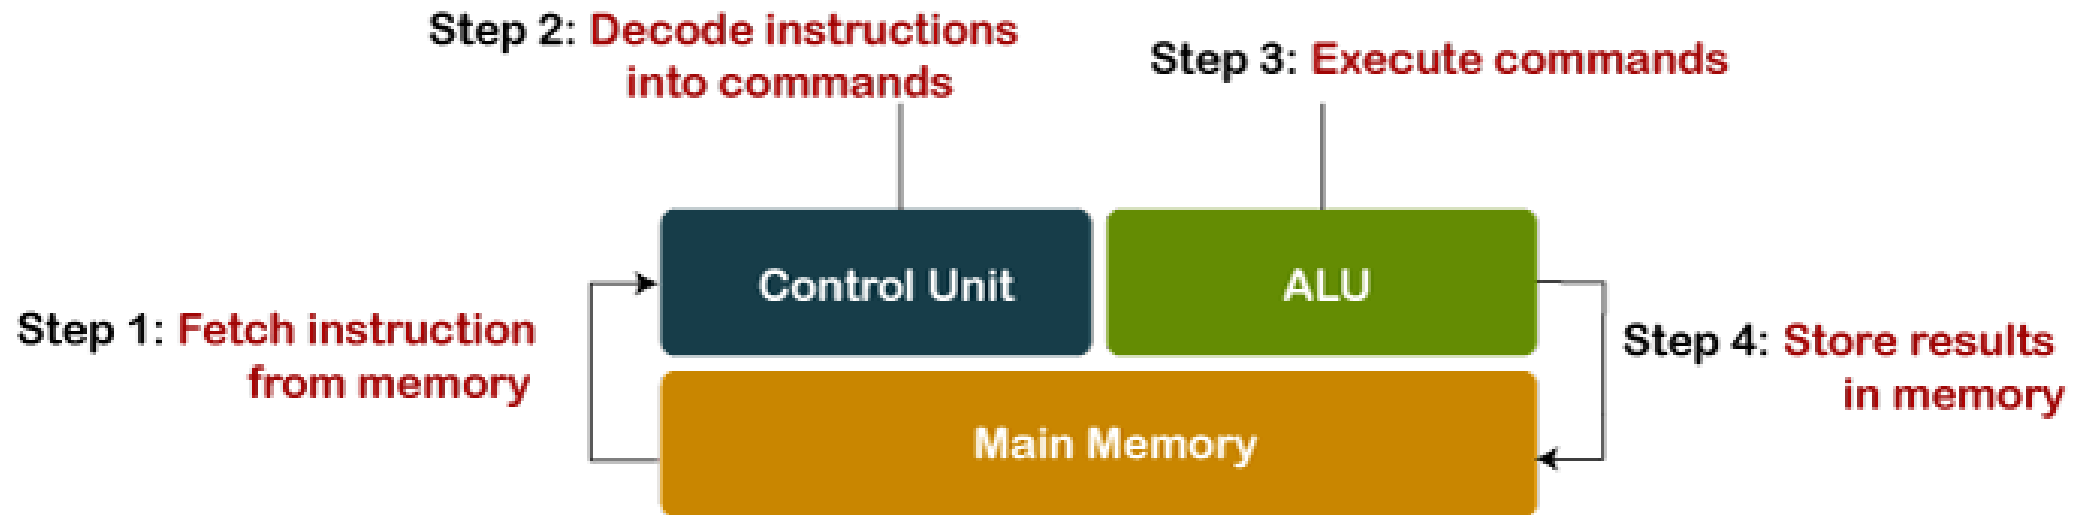 Step 2: Decode instructions
into commands
Step 3: Execute commands
Control Unit
ALU
Step 1: Fetch instruction
from memory
Step 4: Store results
in memory
Main Memory